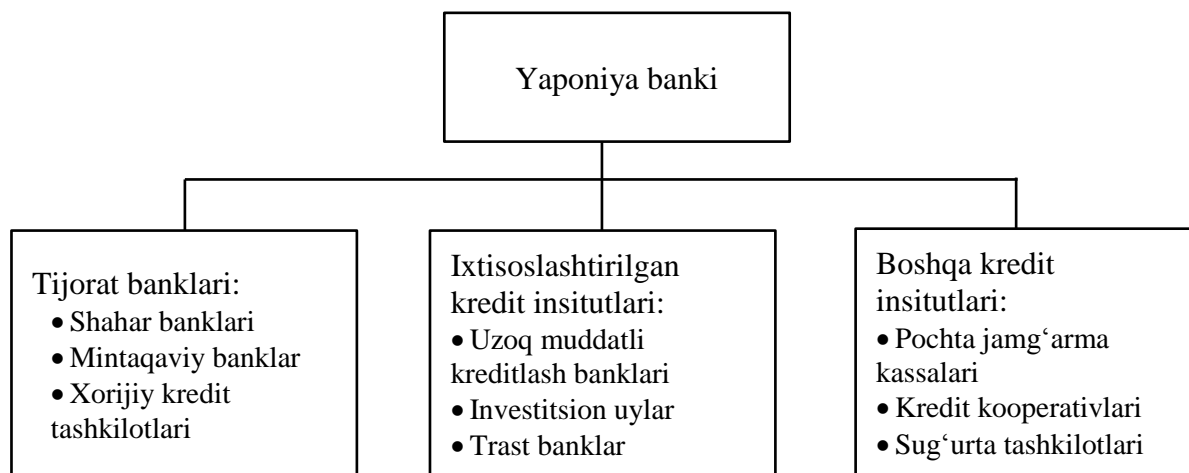 Yaponiya banki
Tijorat banklari:
• Shahar banklari
• Mintaqaviy banklar
• Xorijiy kredit
tashkilotlari
Ixtisoslashtirilgan
kredit insitutlari:
• Uzoq muddatli
kreditlash banklari
• Investitsion uylar
• Trast banklar
Boshqa kredit
insitutlari:
• Pochta jamg‘arma
kassalari
• Kredit kooperativlari
• Sug‘urta tashkilotlari